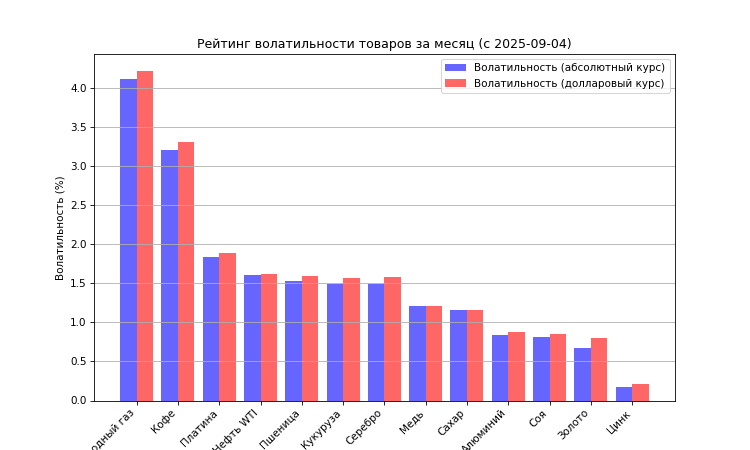 Рейтинг волатильности товаров за месяц (с 2025-09-04)
Волатильность (абсолютный курс)
Волатильность (долларовый курс)
Волатильность (%)
4.0
3.5
3.0
2.5
2.0
1.5
1.0
0.5
0.0
одный газ
Кофе
Платина
Нефть WTI
Пшеница
Кукуруза
Серебро
Медь
Сахар
Алюминий
Соя
Золото
Цинк